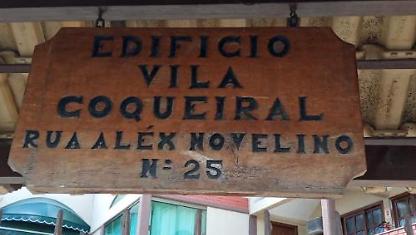 EDIFICIO
VILA
COQUEIRAL
RUA ALÉX NOVELINO
Nº 25